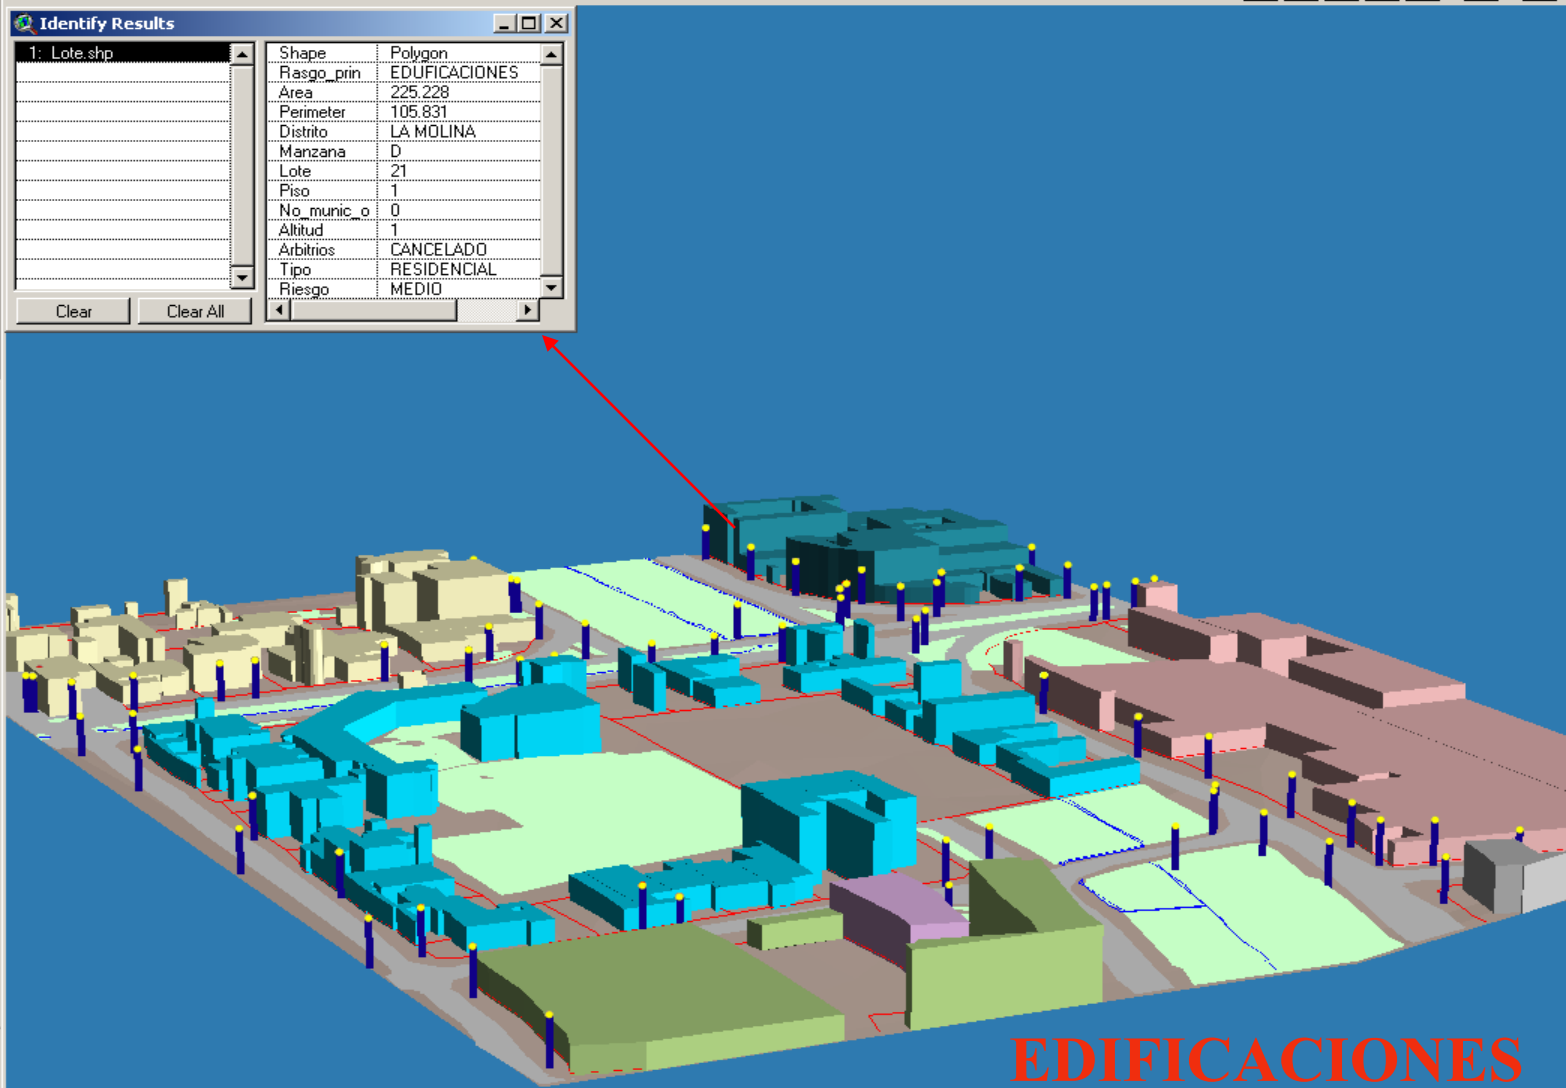 Identify Results
1: Lote.shp
Shape Polygon
Rasgo_prin EDUFICACIONES
Area 225.228
Perimeter 105.831
Distrito LA MOLINA
Manzana D
Lote 21
Piso 1
No_munic_o 0
Altitud 1
Arbitrios CANCELADO
Tipo RESIDENCIAL
Riesgo MEDIO
Clear Clear All
EDIFICACIONES